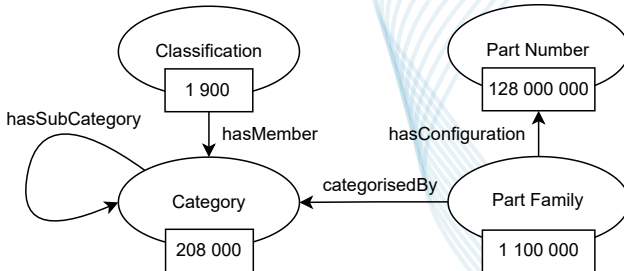 Classification
1 900
Part Number
128 000 000
hasSubCategory
hasMember
hasConfiguration
Category
208 000
categorisedBy
Part Family
1 100 000